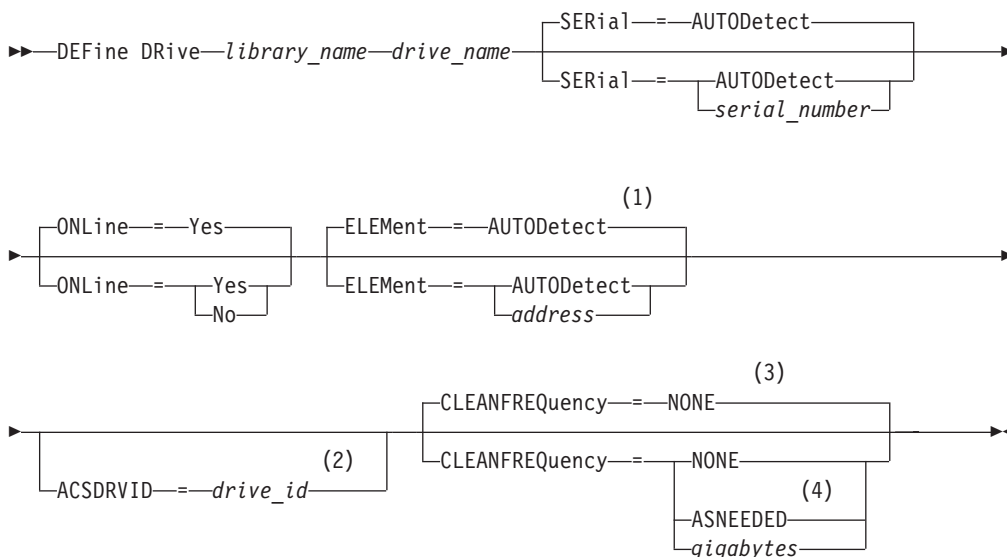 SERial = AUTODetect
DEFine DRive library_name drive_name
SERial = AUTODetect
serial_number
(1)
ONLine = Yes ELEMent = AUTODetect
ONLine = Yes ELEMent = AUTODetect
No address
(3)
CLEANFREQuency = NONE
(2) CLEANFREQuency = NONE
ACSDRVID = drive_id (4)
ASNEEDED
gigabytes